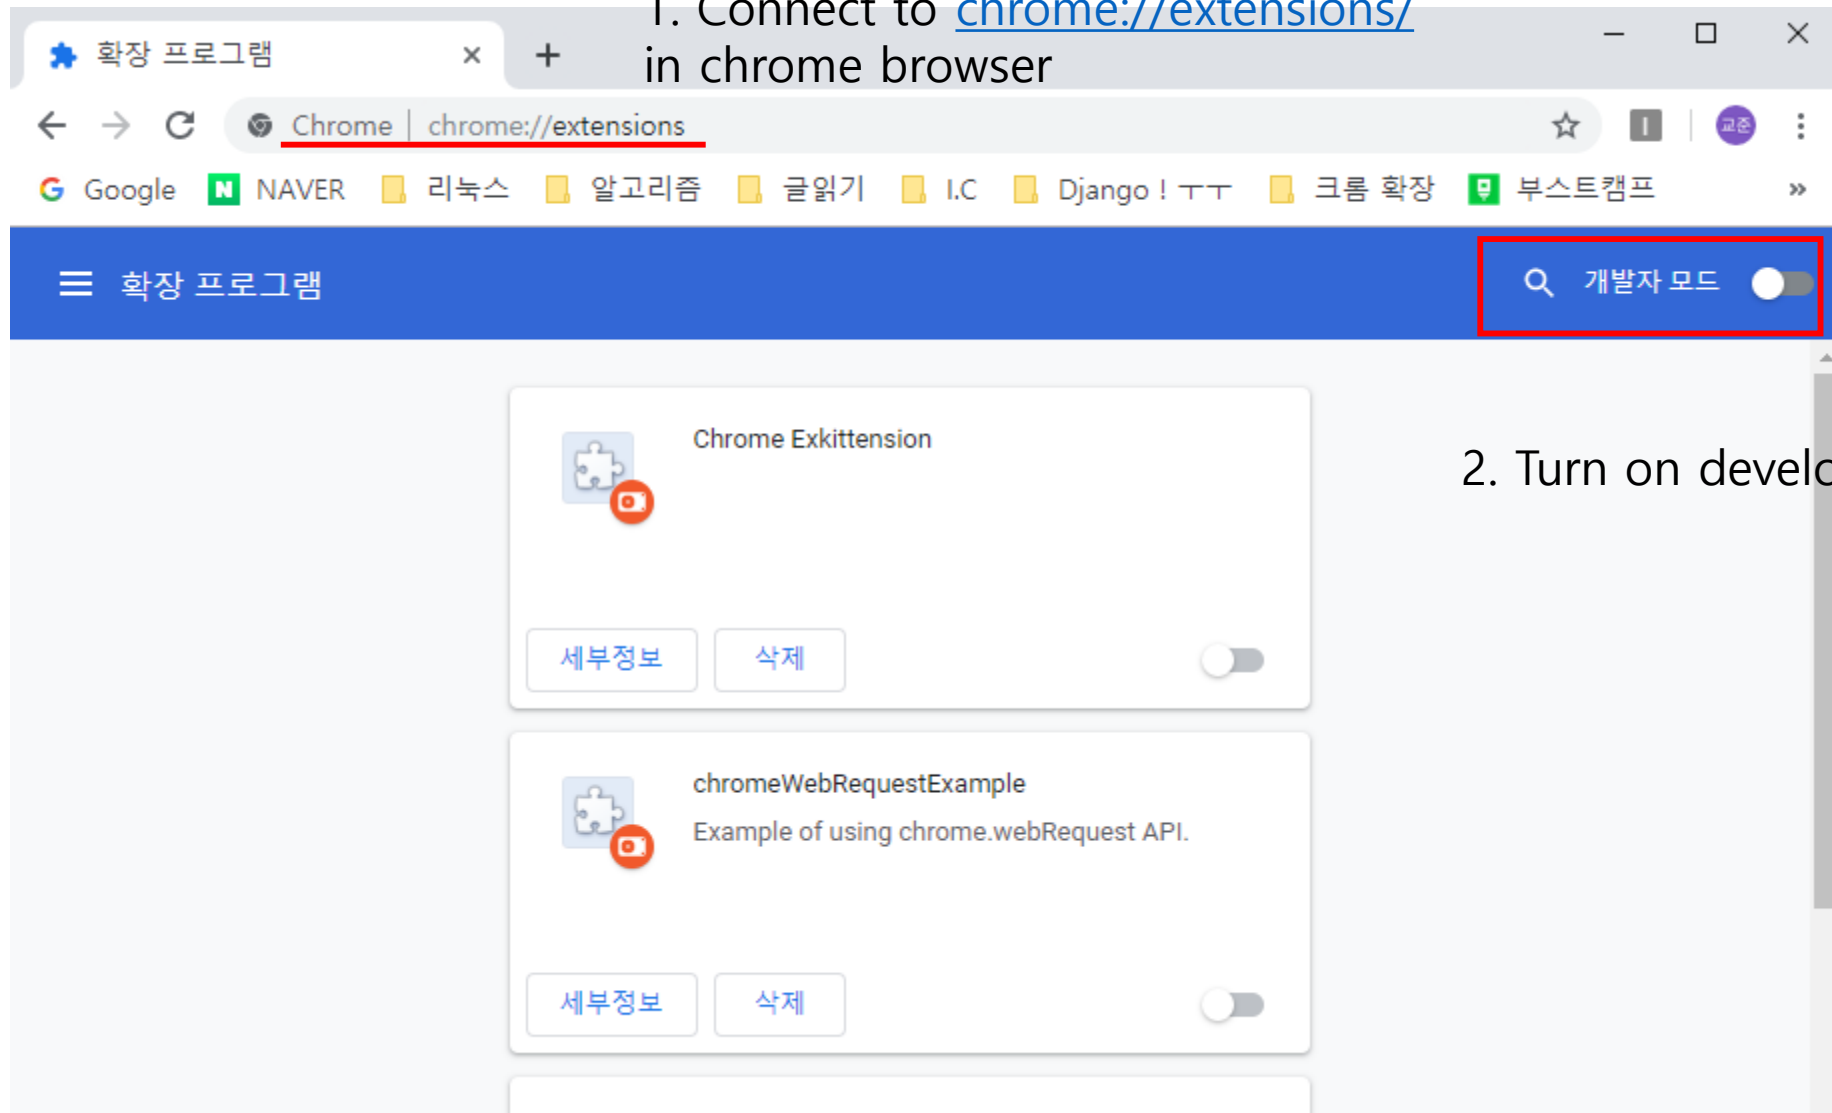 1. Connect to chrome://extensions/
in chrome browser
확장 프로그램
Chrome | chrome://extensions
I
교준
G Google N NAVER 리눅스 알고리즘 글읽기 I.C Django ! ㅜㅜ 크롬 확장 부스트캠프 »
확장 프로그램
개발자 모드
Chrome Exkittension
2. Turn on develo
세부정보 삭제
chromeWebRequestExample
Example of using chrome.webRequest API.
세부정보 삭제